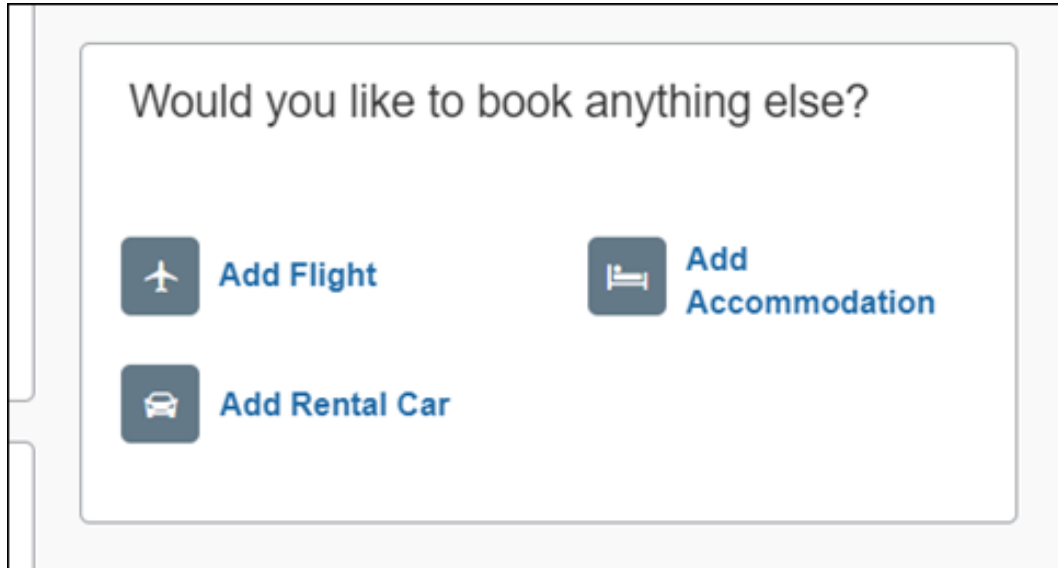 Would you like to book anything else?
Add Flight
Add
Accommodation
Add Rental Car